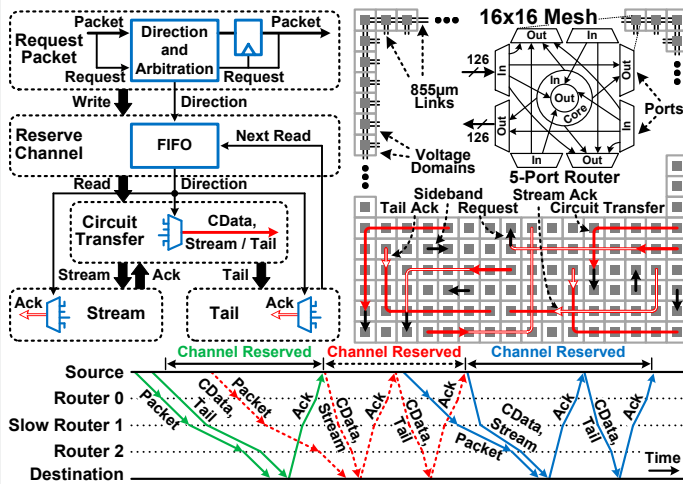 Request
Packet
Packet
Direction
and
Arbitration
Packet
Request
Request
Write
Direction
Reserve
Channel
FIFO
Next Read
Read
Direction
Circuit
Transfer
CData,
Stream / Tail
Stream
Ack
Tail
Ack
Stream
Tail
Ack
16x16 Mesh
855µm
Links
Voltage
Domains
126
126
Out
In
In
Out
In
Out
Core
Out
In
In
Out
Ports
5-Port Router
Sideband
Stream Ack
Tail Ack
Request
Circuit Transfer
Channel Reserved
Channel Reserved
Channel Reserved
Source
Router 0
Slow Router 1
Router 2
Destination
Packet
CData,
Tail
Ack
Packet
CData,
Stream
Ack
CData,
Tail
Ack
Packet
CData,
Stream
Ack
CData,
Tail
Ack
Time